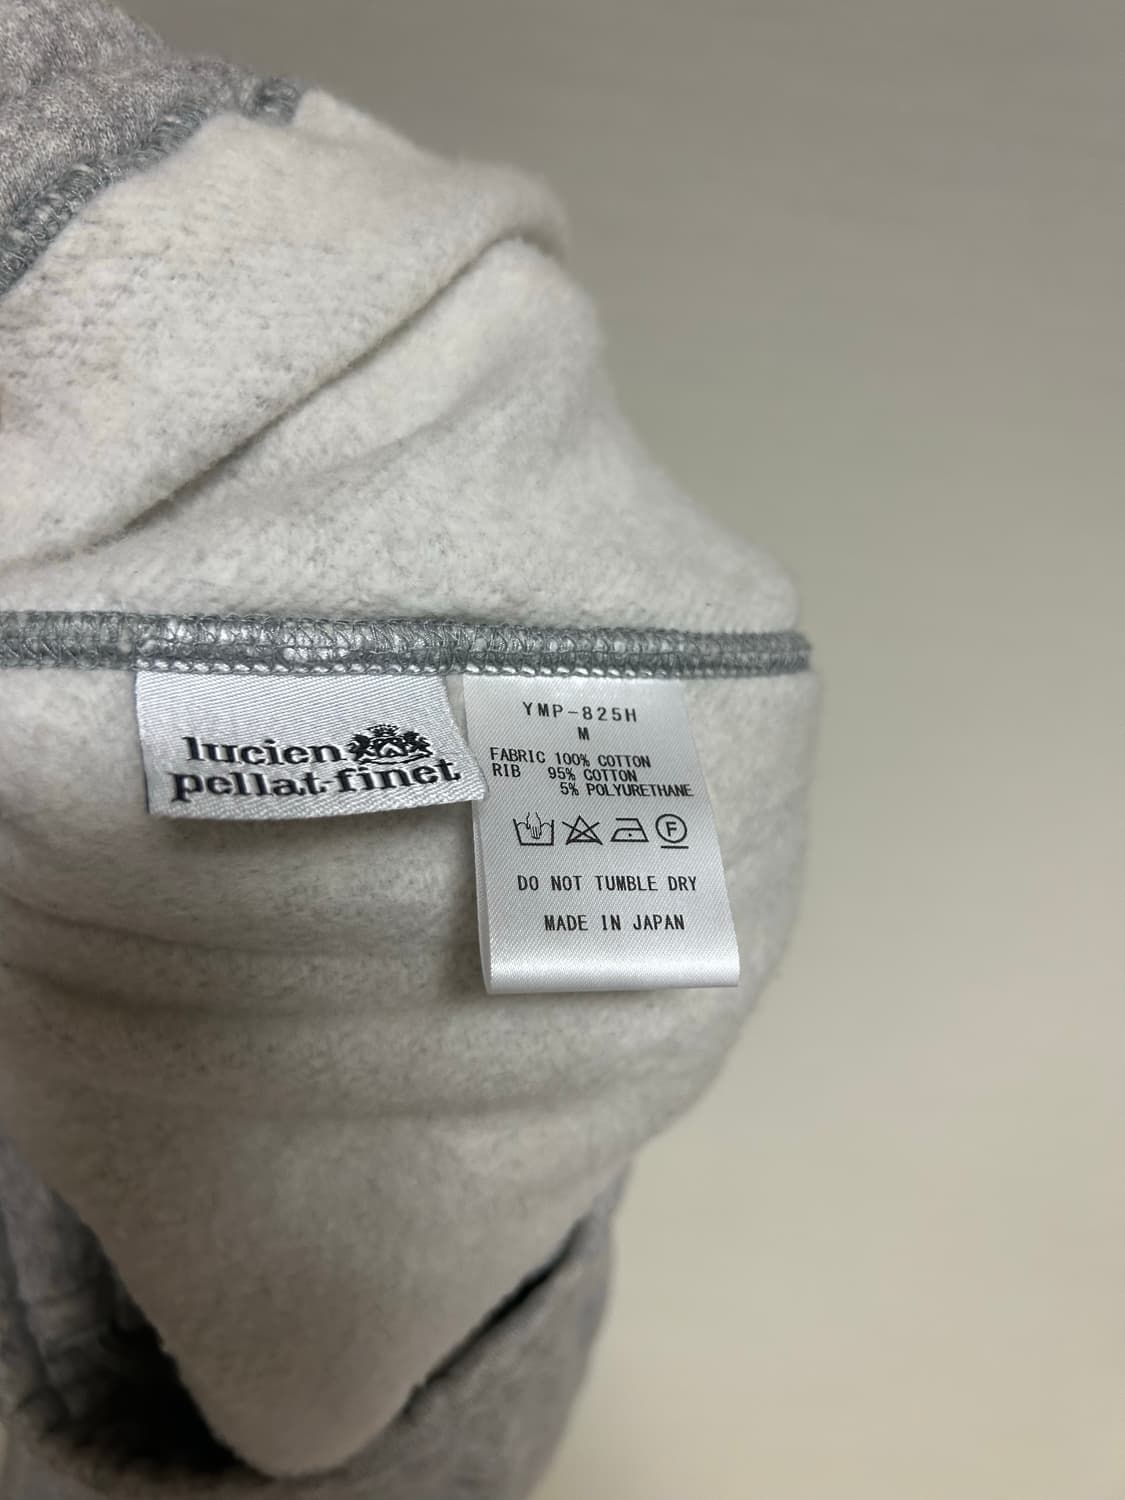 lucien
pellat-finet
YMP-825H
M
FABRIC 100% COTTON
RIB 95% COTTON
5% POLYURETHANE
F
DO NOT TUMBLE DRY
MADE IN JAPAN